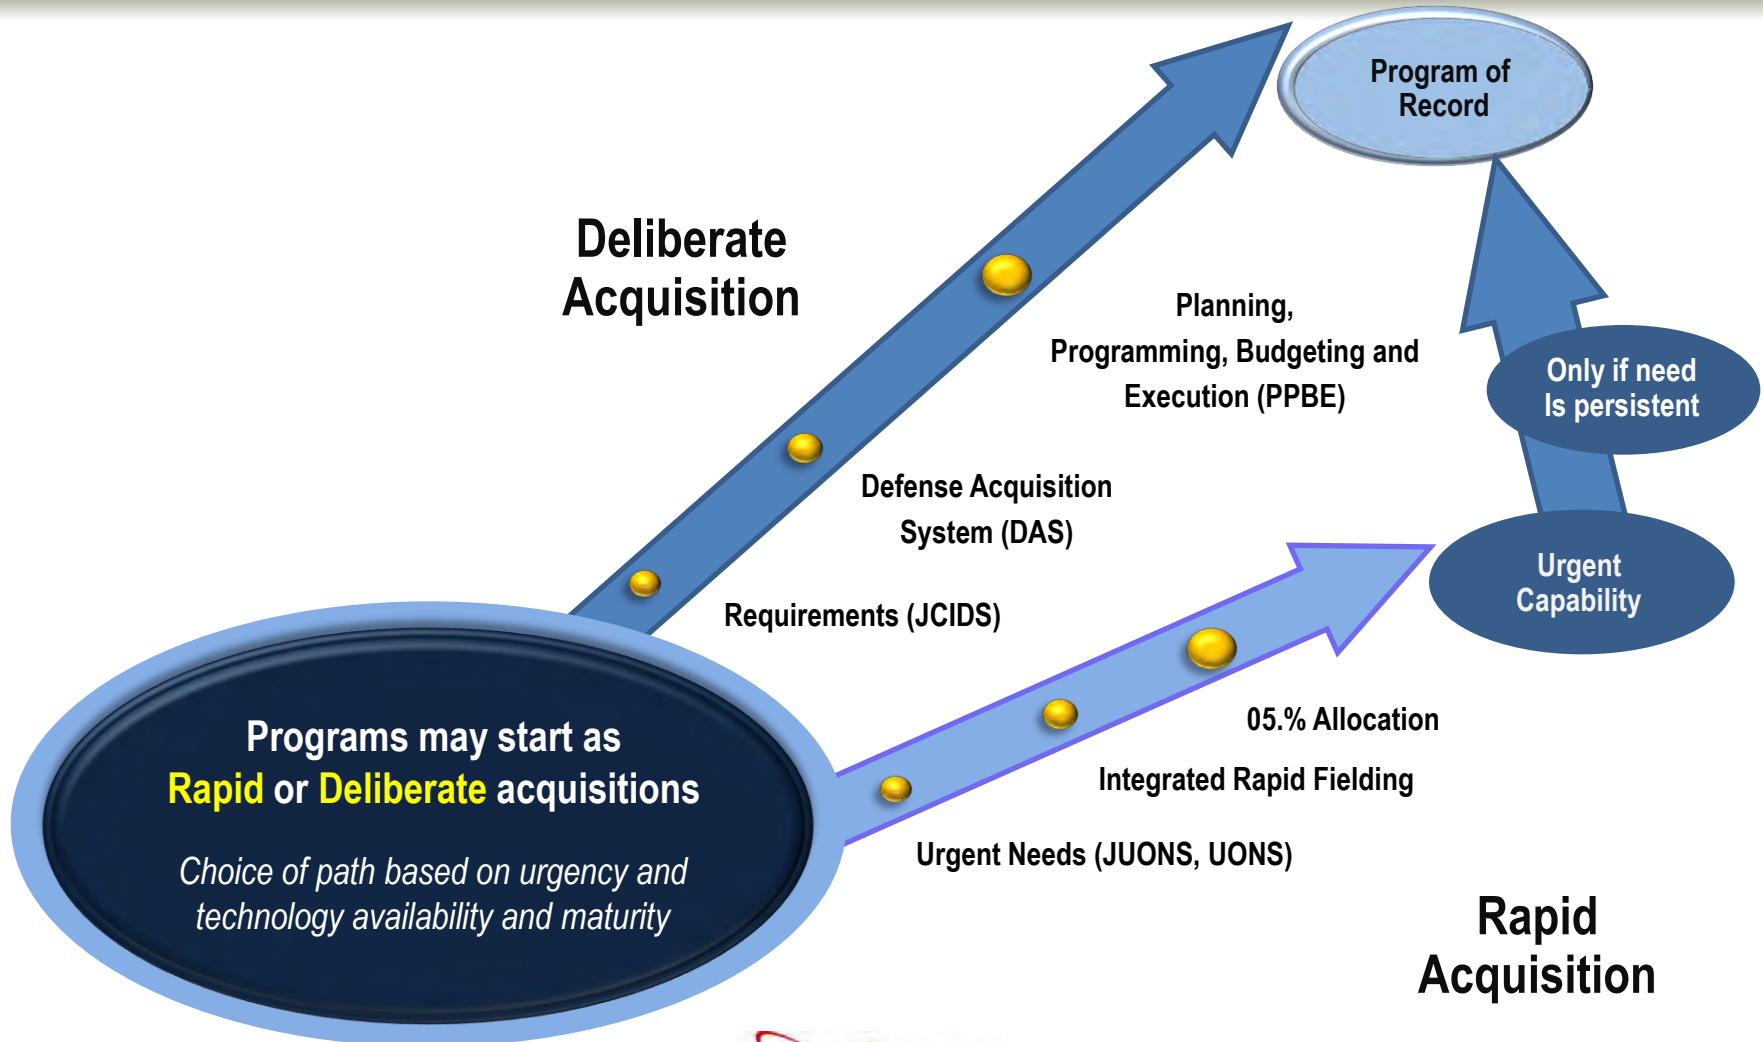 Program of
Record
Deliberate
Acquisition
Planning,
Programming, Budgeting and
Execution (PPBE)
Only if need
Is persistent
Defense Acquisition
System (DAS)
Urgent
Capability
Requirements (JCIDS)
Programs may start as
Rapid or Deliberate acquisitions
Choice of path based on urgency and
technology availability and maturity
05.% Allocation
Integrated Rapid Fielding
Urgent Needs (JUONS, UONS)
Rapid
Acquisition